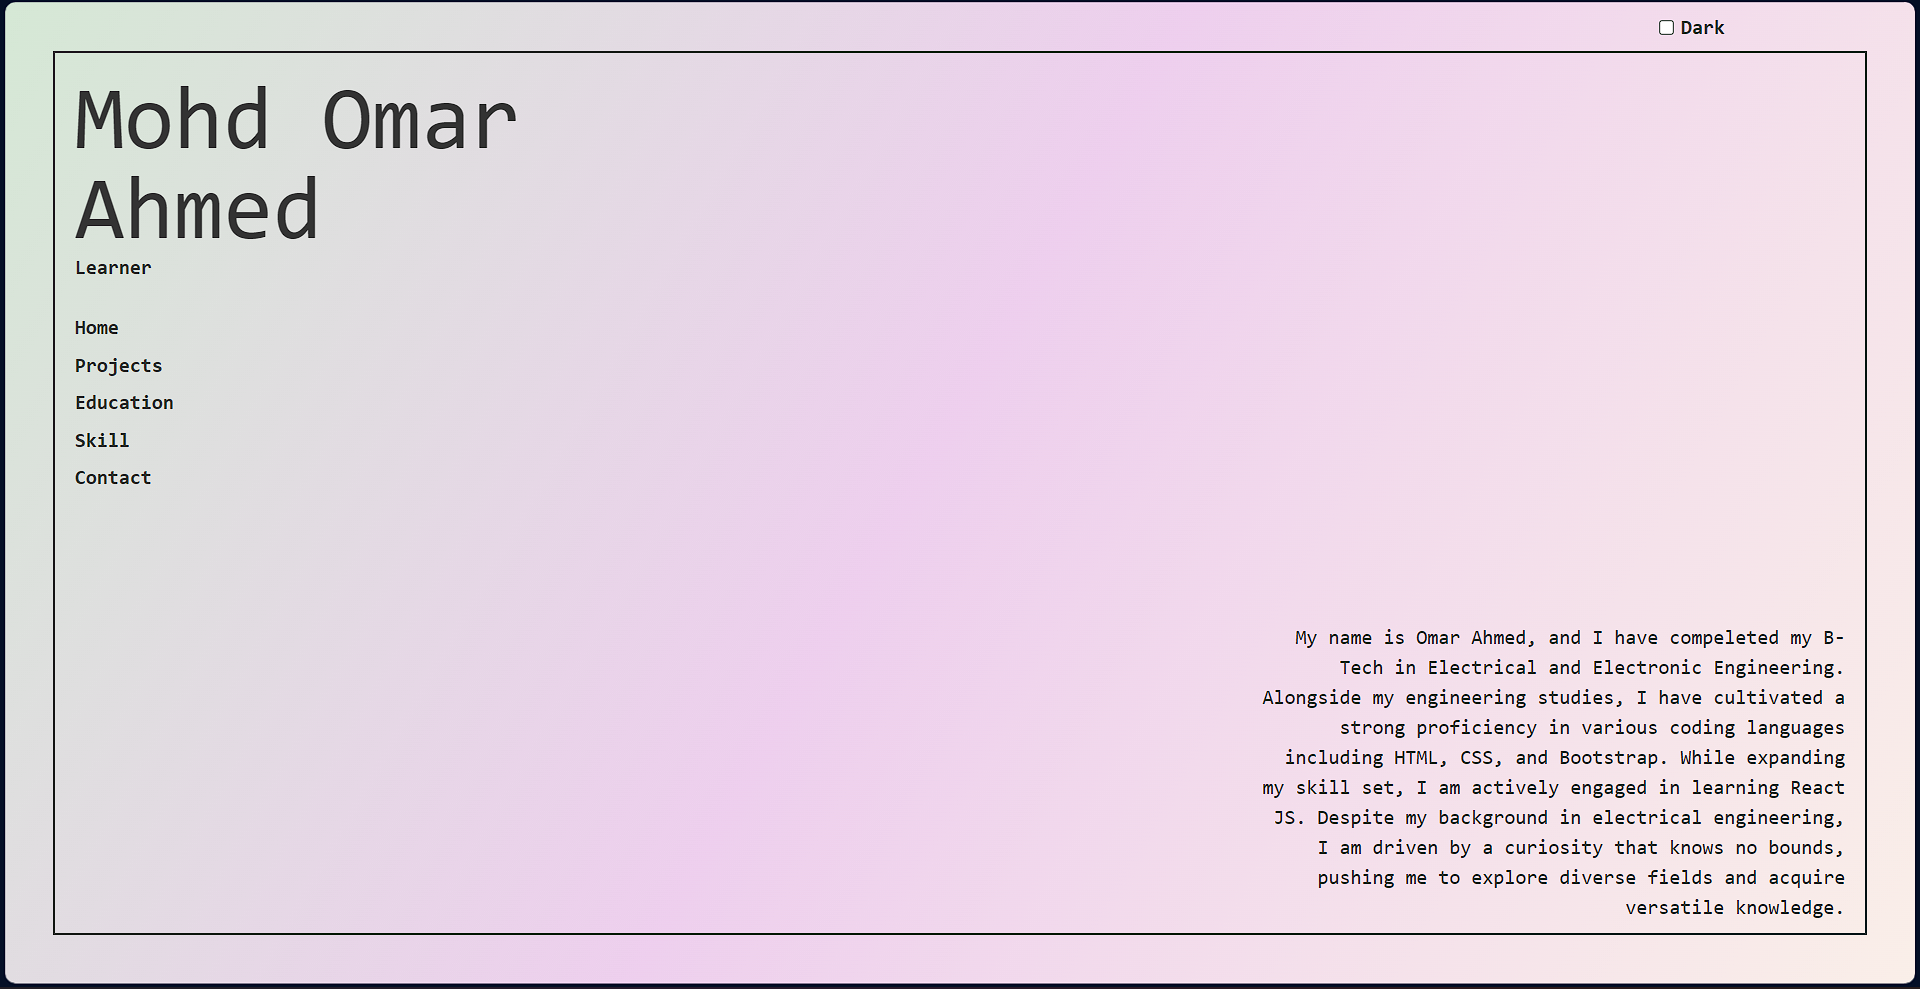 Dark
Mohd Omar
Ahmed
Learner
Home
Projects
Education
Skill
Contact
My name is Omar Ahmed, and I have compeleted my B-
Tech in Electrical and Electronic Engineering.
Alongside my engineering studies, I have cultivated a
strong proficiency in various coding languages
including HTML, CSS, and Bootstrap. While expanding
my skill set, I am actively engaged in learning React
JS. Despite my background in electrical engineering,
I am driven by a curiosity that knows no bounds,
pushing me to explore diverse fields and acquire
versatile knowledge.